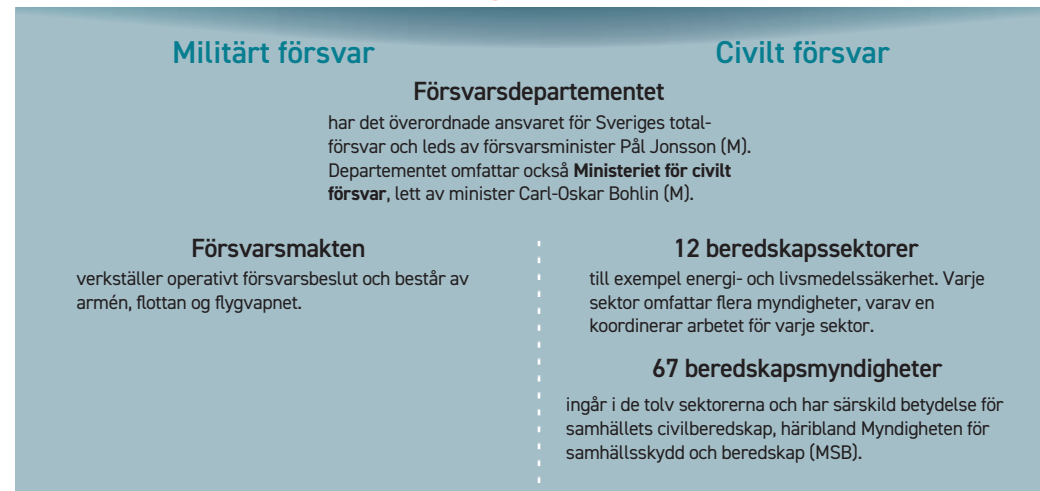 Militärt försvar
Civilt försvar
Försvarsdepartementet
har det överordnade ansvaret för Sveriges total-
försvar och leds av försvarsminister Pål Jonsson (M).
Departementet omfattar också Ministeriet för civilt
försvar, lett av minister Carl-Oskar Bohlin (M).
Försvarsmakten
verkställer operativt försvarsbeslut och består av
armén, flottan og flygvapnet.
12 beredskapssektorer
till exempel energi- och livsmedelssäkerhet. Varje
sektor omfattar flera myndigheter, varav en
koordinerar arbetet för varje sektor.
67 beredskapsmyndigheter
ingår i de tolv sektorerna och har särskild betydelse för
samhällets civilberedskap, häribland Myndigheten för
samhällsskydd och beredskap (MSB).